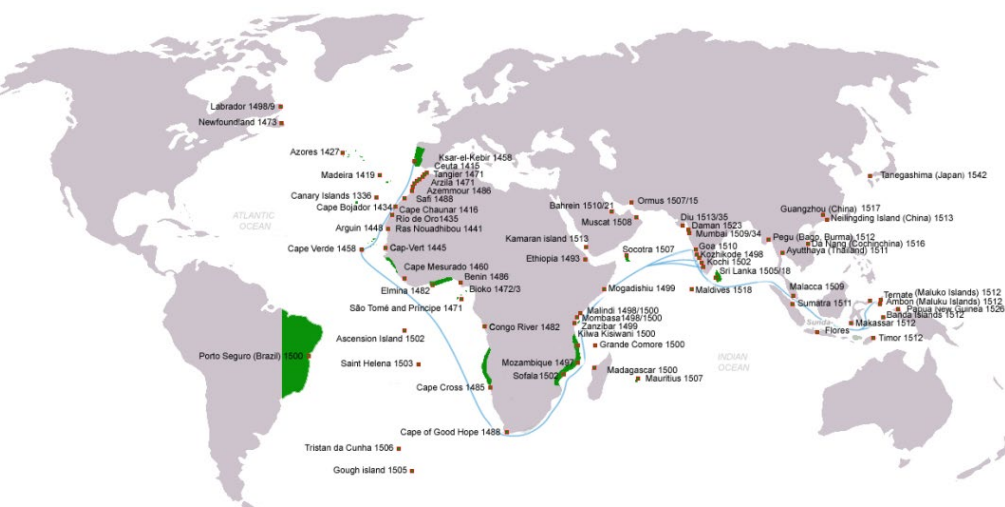 Labrador 1498/9
Newfoundland 1473
Azores 1427
Madeira 1419
Canary Islands 1336
Cape Bojador 1434
Ksar-el-Kebir 1458
Ceuta 1415
Tangier 1471
Arzila 1471
Azemmour 1486
Safi 1488
Cape Chaunar 1416
Río de Oro1435
Ras Nouadhibou 1441
Arguin 1448
Cape Verde 1458
Cap-Vert 1445
Cape Mesurado 1460
Elmina 1482
Benin 1486
Bioko 1472/3
São Tomé and Principe 1471
ATLANTIC
OCEAN
Congo River 1482
Ascension Island 1502
Saint Helena 1503
Porto Seguro (Brazil) 1500
Cape Cross 1485
Cape of Good Hope 1488
Tristan da Cunha 1506
Gough island 1505
Bahrein 1510/21
Ormus 1507/15
Muscat 1508
Kamaran island 1513
Ethiopia 1493
Socotra 1507
Mogadishu 1499
Malindi 1498/1500
Mombasa1498/1500
Zanzibar 1499
Kilwa Kisiwani 1500
Grande Comore 1500
Mozambique 1497
Sofala 1502
Madagascar 1500
Mauritius 1507
INDIAN
OCEAN
Diu 1513/35
Daman 1523
Mumbai 1509/34
Goa 1510
Kozhikode 1498
Kochi 1502
Sri Lanka 1505/18
Maldives 1518
Tanegashima (Japan) 1542
Guangzhou (China) 1517
Neilingding Island (China) 1513
Pegu (Bago, Burma) 1512
Da Nang (Cochinchina) 1516
Ayutthaya (Thailand) 1511
Malacca 1509
Sumatra 1511
Sunda
Ternate (Maluko Islands) 1512
Ambon (Maluku Islands) 1512
Papua (new Guinea 1526
Banda Islands 1512
Makassar 1512
Flores
Timor 1512